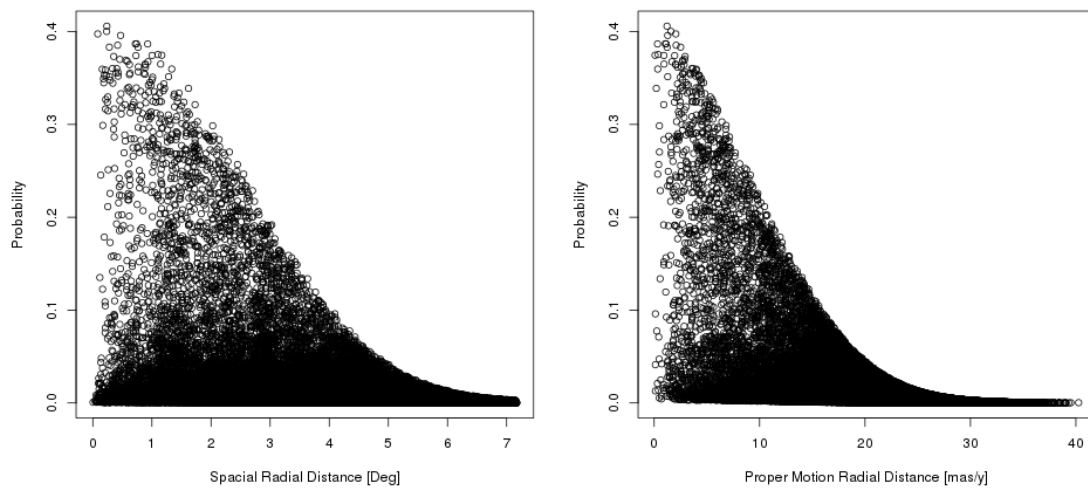 0.4
0.3
0.2
0.1
0.0
Probability
0 1 2 3 4 5 6 7
Spacial Radial Distance [Deg]
0.4
0.3
0.2
0.1
0.0
Probability
0 10 20 30 40
Proper Motion Radial Distance [mas/y]